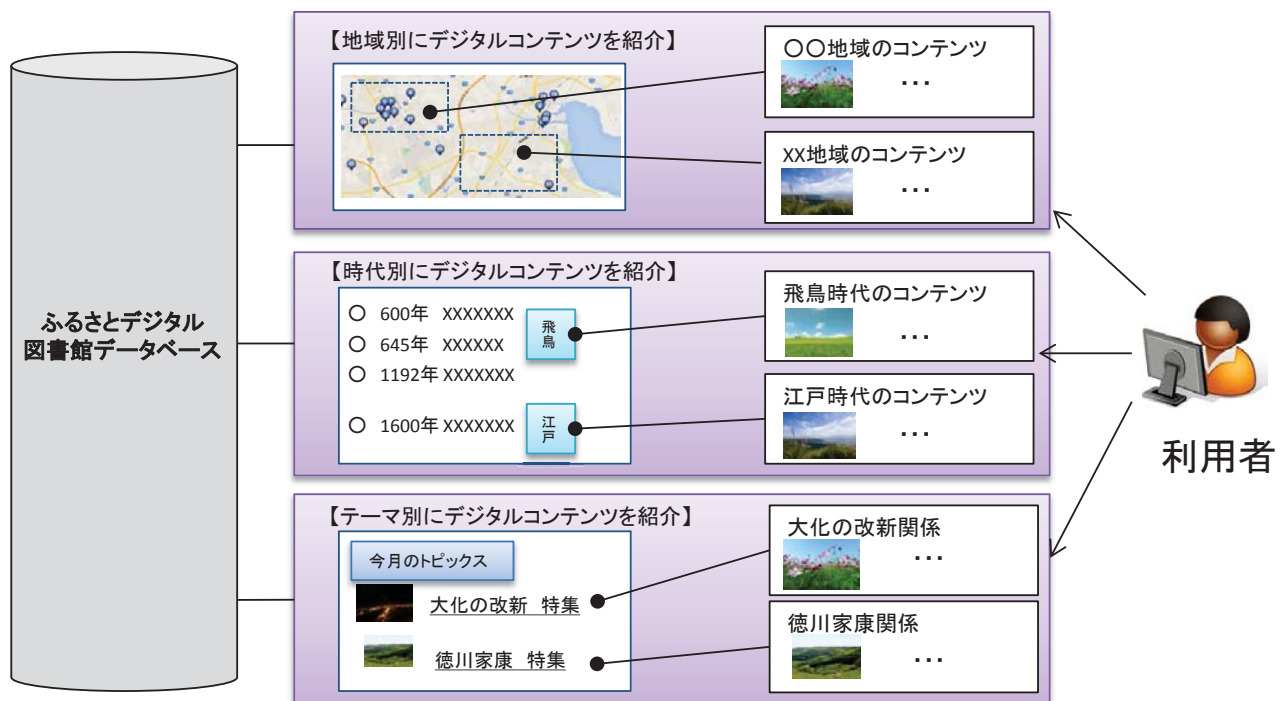 ふるさとデジタル
図書館データベース
【地域別にデジタルコンテンツを紹介】
〇〇地域のコンテンツ
･･･
XX地域のコンテンツ
･･･
【時代別にデジタルコンテンツを紹介】
〇 600年 XXXXXXX
〇 645年 XXXXXX
〇 1192年 XXXXXXX
〇 1600年 XXXXXXX
飛鳥
江戸
飛鳥時代のコンテンツ
･･･
江戸時代のコンテンツ
･･･
【テーマ別にデジタルコンテンツを紹介】
今月のトピックス
大化の改新 特集
徳川家康 特集
大化の改新関係
･･･
徳川家康関係
･･･
利用者